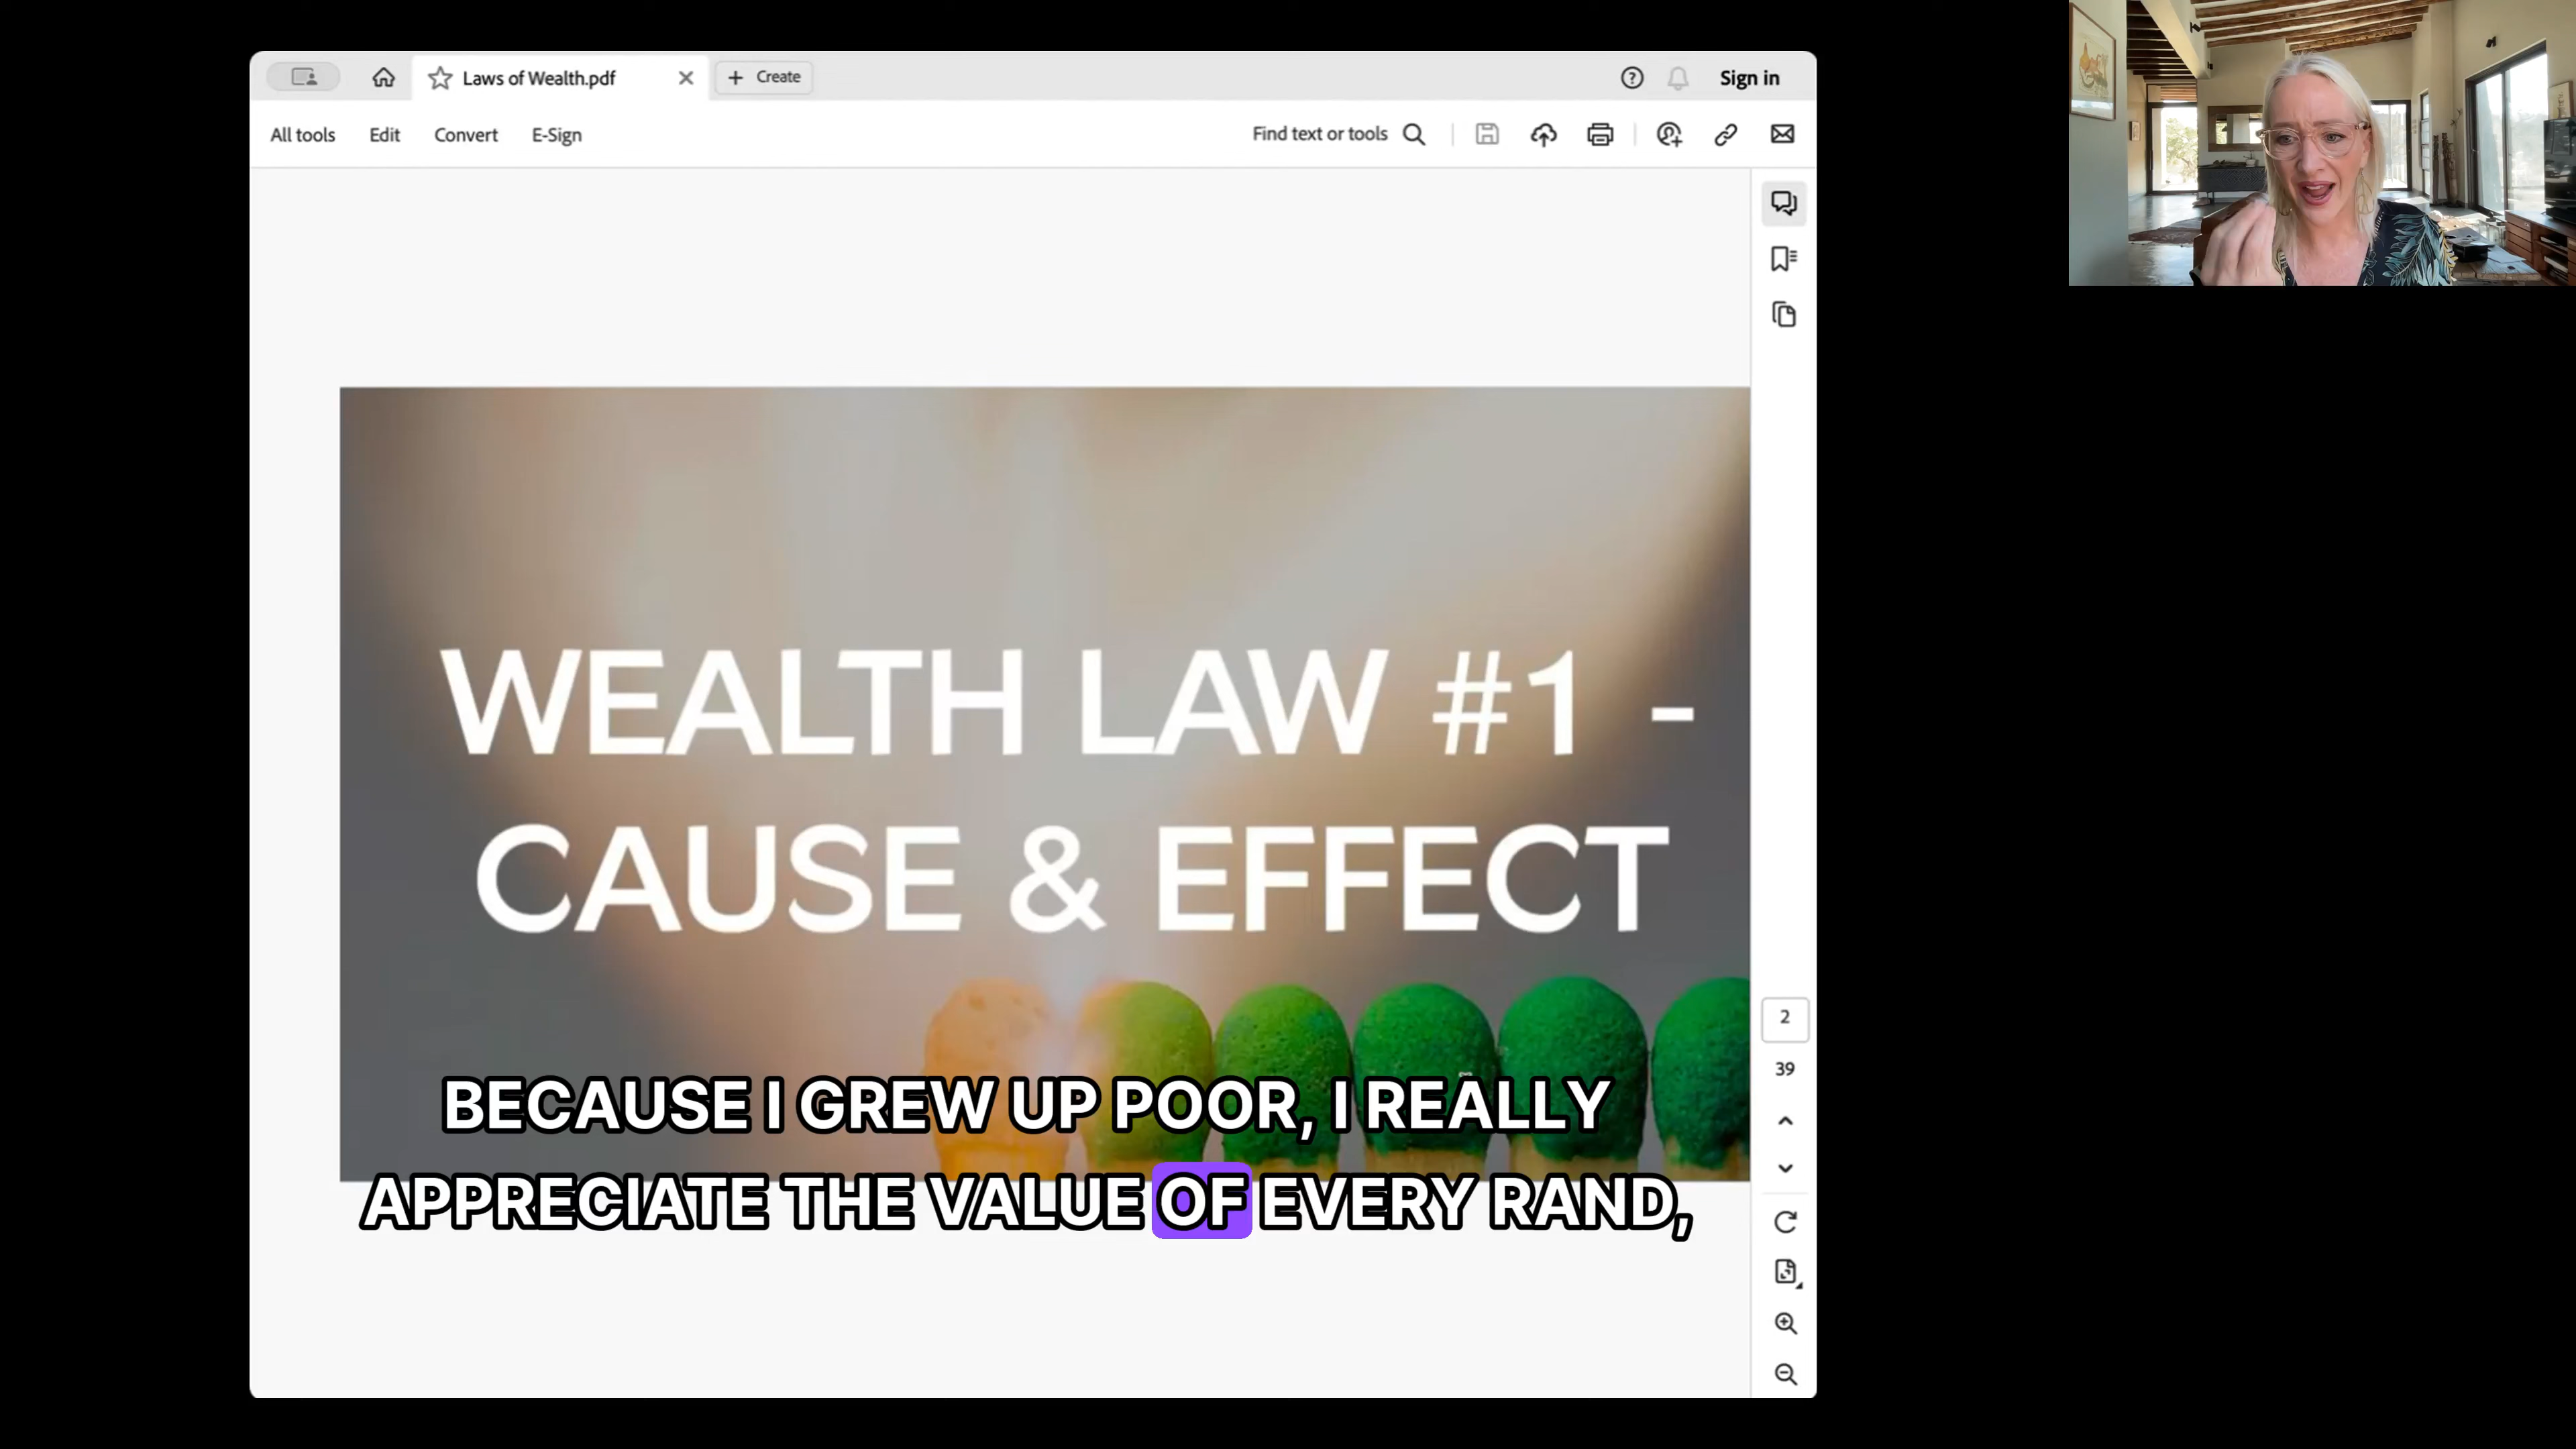 Laws of Wealth.pdf
Create
Sign in
All tools Edit Convert E-Sign
Find text or tools
WEALTH LAW #1 -
CAUSE & EFFECT
2
39
BECAUSE I GREW UP POOR, I REALLY
APPRECIATE THE VALUE OF EVERY RAND,